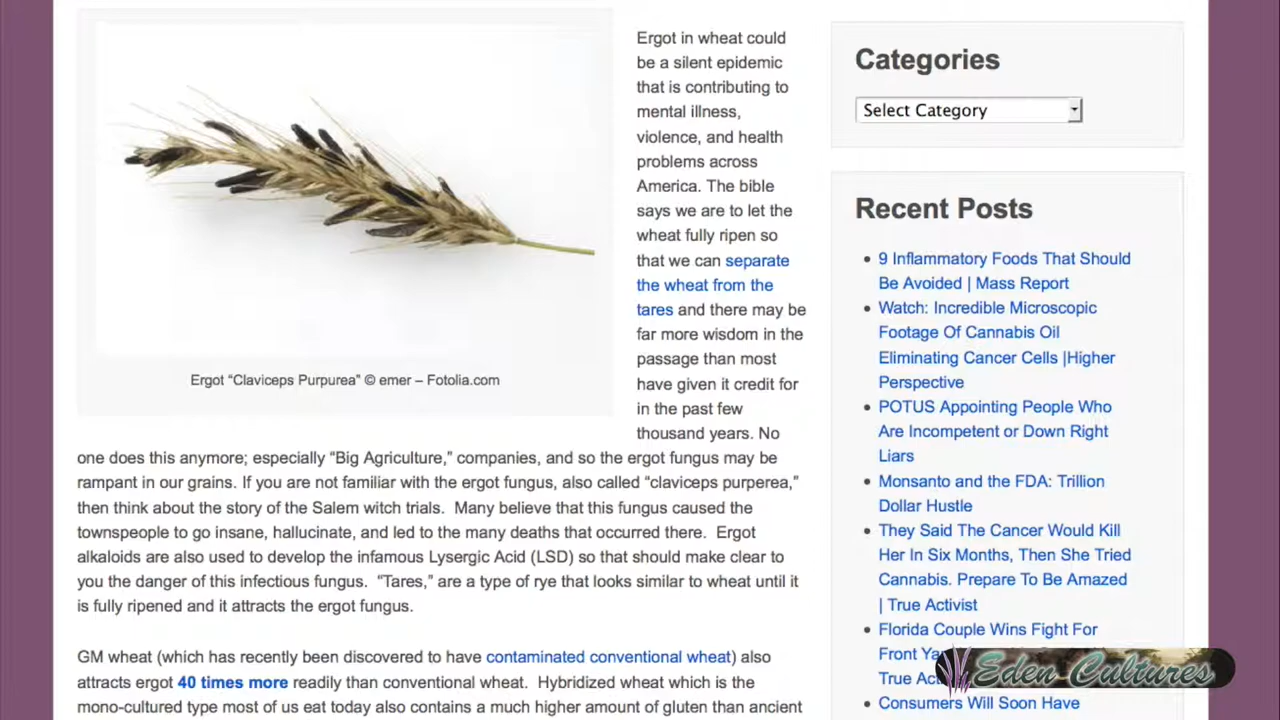 Ergot in wheat could
be a silent epidemic
that is contributing to
mental illness,
violence, and health
problems across
America. The bible
says we are to let the
wheat fully ripen so
that we can separate
the wheat from the
tares and there may be
far more wisdom in the
passage than most
have given it credit for
in the past few
thousand years. No
Ergot “Claviceps Purpurea” © emer – Fotolia.com
one does this anymore; especially “Big Agriculture,” companies, and so the ergot fungus may be
rampant in our grains. If you are not familiar with the ergot fungus, also called “claviceps purperea,”
then think about the story of the Salem witch trials. Many believe that this fungus caused the
townspeople to go insane, hallucinate, and led to the many deaths that occurred there. Ergot
alkaloids are also used to develop the infamous Lysergic Acid (LSD) so that should make clear to
you the danger of this infectious fungus. “Tares,” are a type of rye that looks similar to wheat until it
is fully ripened and it attracts the ergot fungus.
GM wheat (which has recently been discovered to have contaminated conventional wheat) also
attracts ergot 40 times more readily than conventional wheat. Hybridized wheat which is the
mono-cultured type most of us eat today also contains a much higher amount of gluten than ancient
Categories
Select Category
Recent Posts
9 Inflammatory Foods That Should
Be Avoided | Mass Report
Watch: Incredible Microscopic
Footage Of Cannabis Oil
Eliminating Cancer Cells |Higher
Perspective
POTUS Appointing People Who
Are Incompetent or Down Right
Liars
Monsanto and the FDA: Trillion
Dollar Hustle
They Said The Cancer Would Kill
Her In Six Months, Then She Tried
Cannabis. Prepare To Be Amazed
| True Activist
Florida Couple Wins Fight For
Front
True
Consumers Will Soon Have
Eden Cultures